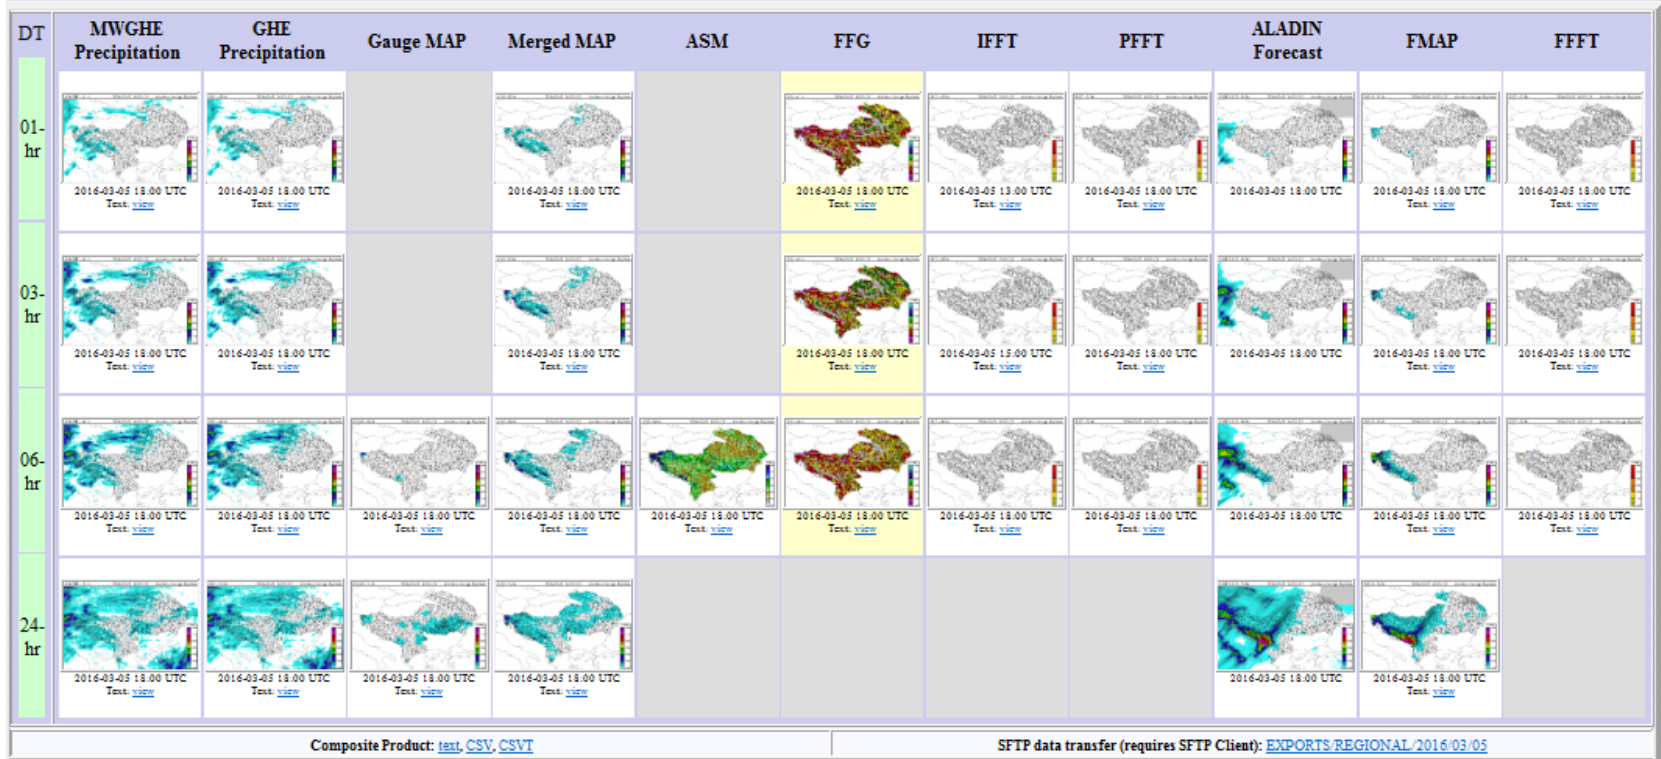 DT
MWGHE Precipitation
GHE Precipitation
Gauge MAP
Merged MAP
ASM
FFG
IFFT
PFFT
ALADIN Forecast
FMAP
FFFT
01-hr
2016-03-05 18:00 UTC
Text: view
2016-03-05 18:00 UTC
Text: view
2016-03-05 18:00 UTC
Text: view
2016-03-05 18:00 UTC
Text: view
2016-03-05 13:00 UTC
2016-03-05 18:00 UTC
2016-03-05 18:00 UTC
2016-03-05 18:00 UTC
Text: view
2016-03-05 18:00 UTC
Text: view
03-hr
2016-03-05 18:00 UTC
Text: view
2016-03-05 18:00 UTC
Text: view
2016-03-05 18:00 UTC
Text: view
2016-03-05 18:00 UTC
Text: view
2016-03-05 15:00 UTC
2016-03-05 18:00 UTC
2016-03-05 18:00 UTC
2016-03-05 18:00 UTC
Text: view
2016-03-05 18:00 UTC
Text: view
06-hr
2016-03-05 18:00 UTC
Text: view
2016-03-05 18:00 UTC
Text: view
2016-03-05 18:00 UTC
Text: view
2016-03-05 18:00 UTC
Text: view
2016-03-05 18:00 UTC
Text: view
2016-03-05 18:00 UTC
Text: view
2016-03-05 18:00 UTC
2016-03-05 18:00 UTC
2016-03-05 18:00 UTC
2016-03-05 18:00 UTC
Text: view
2016-03-05 18:00 UTC
Text: view
24-hr
2016-03-05 18:00 UTC
Text: view
2016-03-05 18:00 UTC
Text: view
2016-03-05 18:00 UTC
Text: view
2016-03-05 18:00 UTC
Text: view
2016-03-05 18:00 UTC
2016-03-05 18:00 UTC
Text: view
Composite Product: text, CSV, CSVT
SFTP data transfer (requires SFTP Client): EXPORTS/REGIONAL/2016/03/05